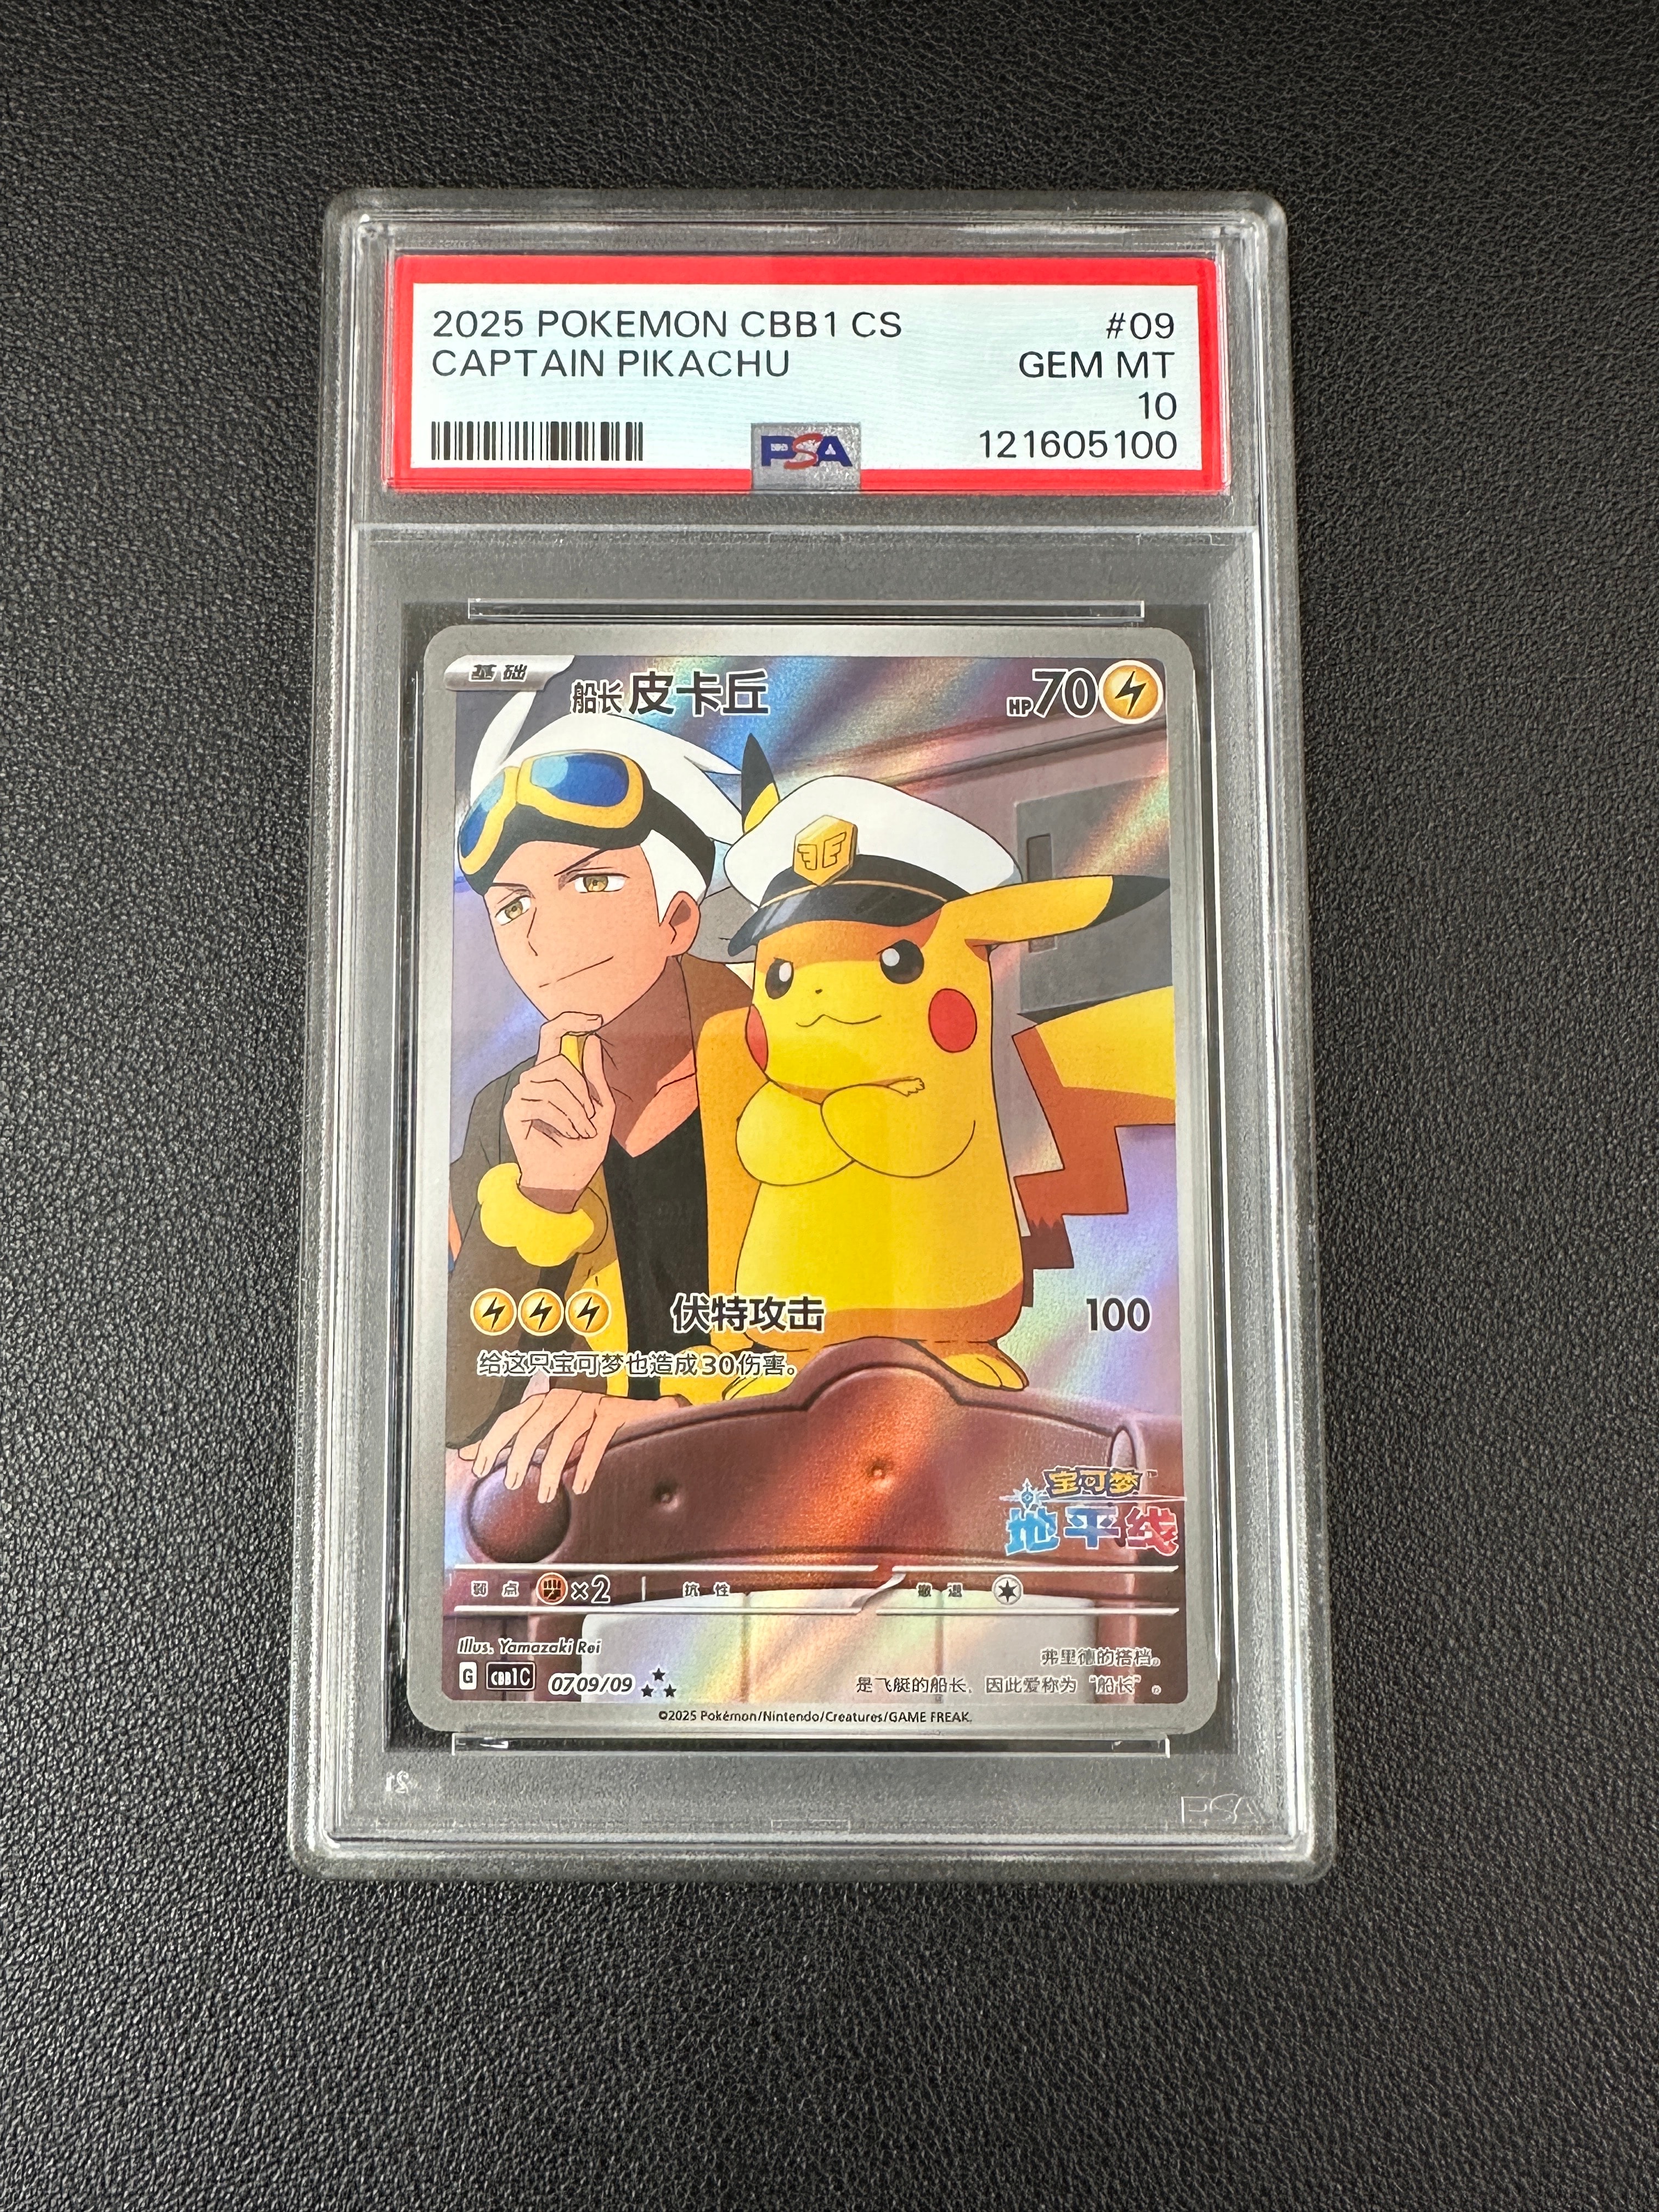 2025 POKEMON CBB1 CS #09
CAPTAIN PIKACHU GEM MT
10
PSA 121605100
基础
船长皮卡丘 HP70
伏特攻击 100
给这只宝可梦也造成30伤害。
宝可梦
地平线
弱点 ×2 抗性 撤退
Illus. Yamazaki Rei
弗里德的搭档。
G CBB1C 0709/09
是飞艇的船长，因此爱称为“船长”。
©2025 Pokémon/Nintendo/Creatures/GAME FREAK.
PSA